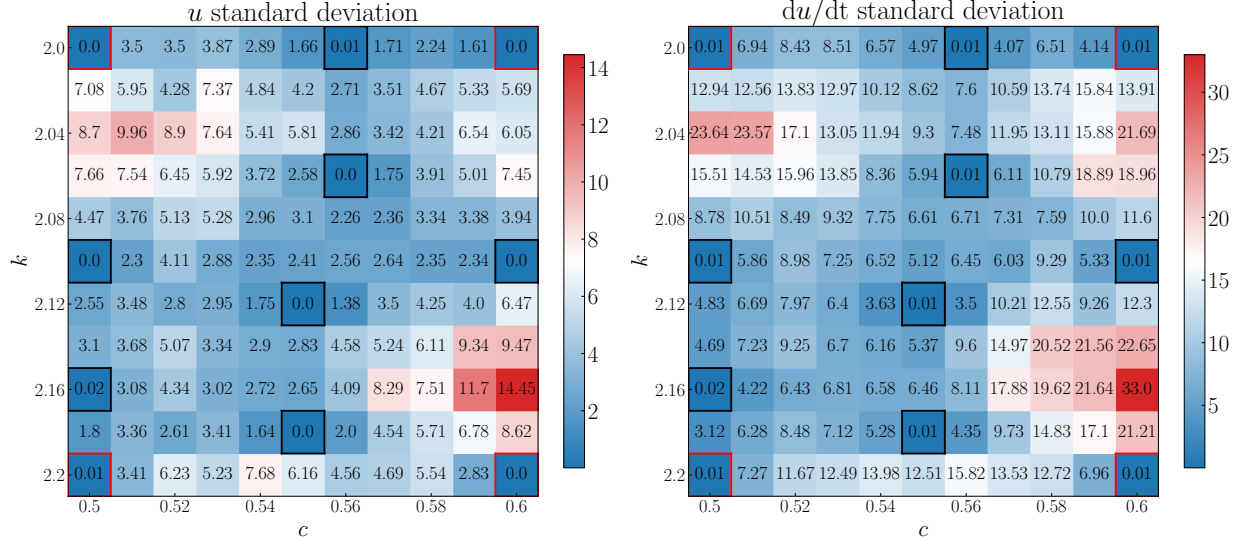 u standard deviation
2.0 0.0 3.5 3.5 3.87 2.89 1.66 0.01 1.71 2.24 1.61 0.0
7.08 5.95 4.28 7.37 4.84 4.2 2.71 3.51 4.67 5.33 5.69
2.04 8.7 9.96 8.9 7.64 5.41 5.81 2.86 3.42 4.21 6.54 6.05
7.66 7.54 6.45 5.92 3.72 2.58 0.0 1.75 3.91 5.01 7.45
2.08 4.47 3.76 5.13 5.28 2.96 3.1 2.26 2.36 3.34 3.38 3.94
k
0.0 2.3 4.11 2.88 2.35 2.41 2.56 2.64 2.35 2.34 0.0
2.12 2.55 3.48 2.8 2.95 1.75 0.0 1.38 3.5 4.25 4.0 6.47
3.1 3.68 5.07 3.34 2.9 2.83 4.58 5.24 6.11 9.34 9.47
2.16 0.02 3.08 4.34 3.02 2.72 2.65 4.09 8.29 7.51 11.7 14.45
1.8 3.36 2.61 3.41 1.64 0.0 2.0 4.54 5.71 6.78 8.62
2.2 0.01 3.41 6.23 5.23 7.68 6.16 4.56 4.69 5.54 2.83 0.0
0.5 0.52 0.54 0.56 0.58 0.6
c
14
12
10
8
6
4
2
du/dt standard deviation
2.0 0.01 6.94 8.43 8.51 6.57 4.97 0.01 4.07 6.51 4.14 0.01
12.94 12.56 13.83 12.97 10.12 8.62 7.6 10.59 13.74 15.84 13.91
2.04 23.64 23.57 17.1 13.05 11.94 9.3 7.48 11.95 13.11 15.88 21.69
15.51 14.53 15.96 13.85 8.36 5.94 0.01 6.11 10.79 18.89 18.96
2.08 8.78 10.51 8.49 9.32 7.75 6.61 6.71 7.31 7.59 10.0 11.6
k
0.01 5.86 8.98 7.25 6.52 5.12 6.45 6.03 9.29 5.33 0.01
2.12 4.83 6.69 7.97 6.4 3.63 0.01 3.5 10.21 12.55 9.26 12.3
4.69 7.23 9.25 6.7 6.16 5.37 9.6 14.97 20.52 21.56 22.65
2.16 0.02 4.22 6.43 6.81 6.58 6.46 8.11 17.88 19.62 21.64 33.0
3.12 6.28 8.48 7.12 5.28 0.01 4.35 9.73 14.83 17.1 21.21
2.2 0.01 7.27 11.67 12.49 13.98 12.51 15.82 13.53 12.72 6.96 0.01
0.5 0.52 0.54 0.56 0.58 0.6
c
30
25
20
15
10
5